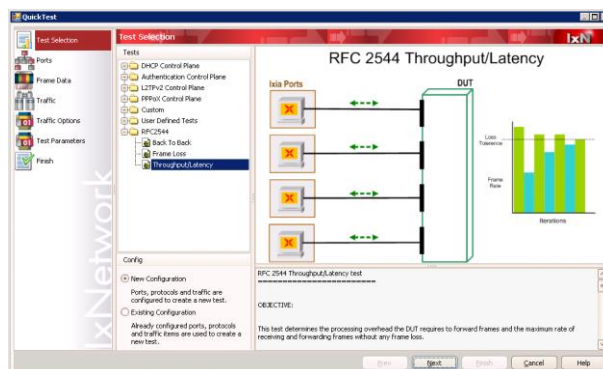 QuickTest
Test Selection
Ports
Frame Data
Traffic
Traffic Options
Test Parameters
Finish
IxNetwork
Test Selection
IxN
Tests
DHCP Control Plane
Authentication Control Plane
L2TPv2 Control Plane
PPPoX Control Plane
Custom
User Defined Tests
RFC2544
Back To Back
Frame Loss
Throughput/Latency
Config
New Configuration
Ports, protocols and traffic are
configured to create a new test.
Existing Configuration
Already configured ports, protocols
and traffic items are used to create a
new test.
RFC 2544 Throughput/Latency
Ixia Ports
DUT
Loss
Tolerance
Frame
Rate
Iterations
RFC 2544 Throughput/Latency test
OBJECTIVE:
This test determines the processing overhead the DUT requires to forward frames and the maximum rate of
receiving and forwarding frames without any frame loss.
Prev
Next
Finish
Cancel
Help